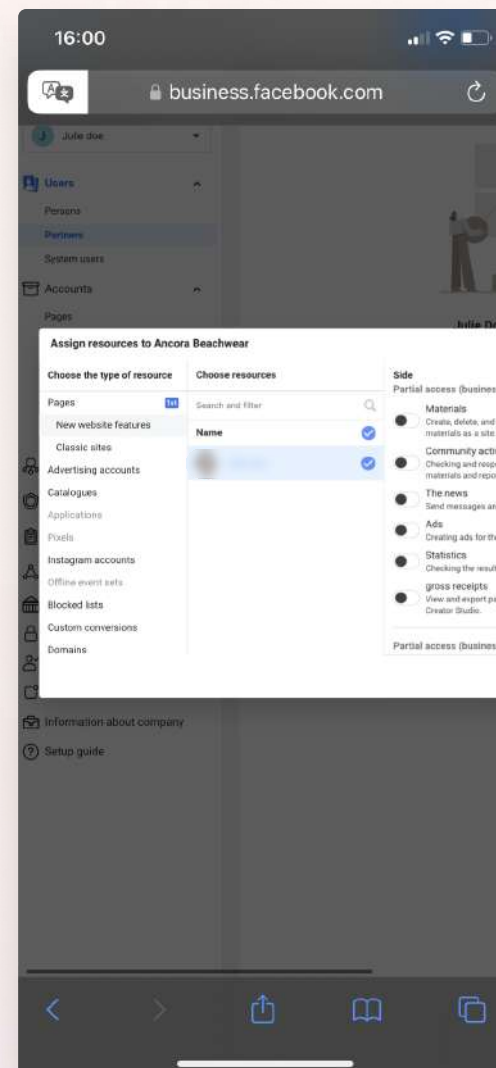 16:00
business.facebook.com
J Julie doe
Users
Persons
Partners
System users
Accounts
Pages
Julie Do
Assign resources to Ancora Beachwear
Choose the type of resource
Pages
1st
New website features
Classic sites
Advertising accounts
Catalogues
Applications
Pixels
Instagram accounts
Offline event sets
Blocked lists
Custom conversions
Domains
Choose resources
Search and filter
Name
Side
Partial access (busines
Materials
Create, delete, and
materials as a site
Community acti
Checking and resp
materials and repo
The news
Send messages an
Ads
Creating ads for th
Statistics
Checking the resul
gross receipts
View and export pa
Creator Studio.
Partial access (busines
Information about company
Setup guide